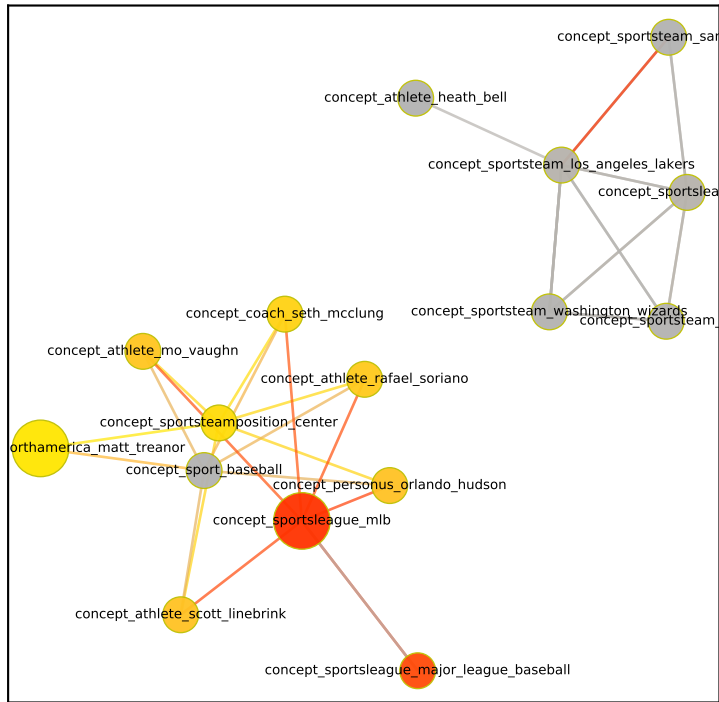 concept_sportsteam_sar
concept_athlete_heath_bell
concept_sportsteam_los_angeles_lakers
concept_sportslea
concept_sportsteam_washington_wizards
concept_sportsteam_
concept_coach_seth_mcclung
concept_athlete_mo_vaughn
concept_athlete_rafael_soriano
concept_sportsteamposition_center
orthamerica_matt_treanor
concept_sport_baseball
concept_personus_orlando_hudson
concept_sportsleague_mlb
concept_athlete_scott_linebrink
concept_sportsleague_major_league_baseball